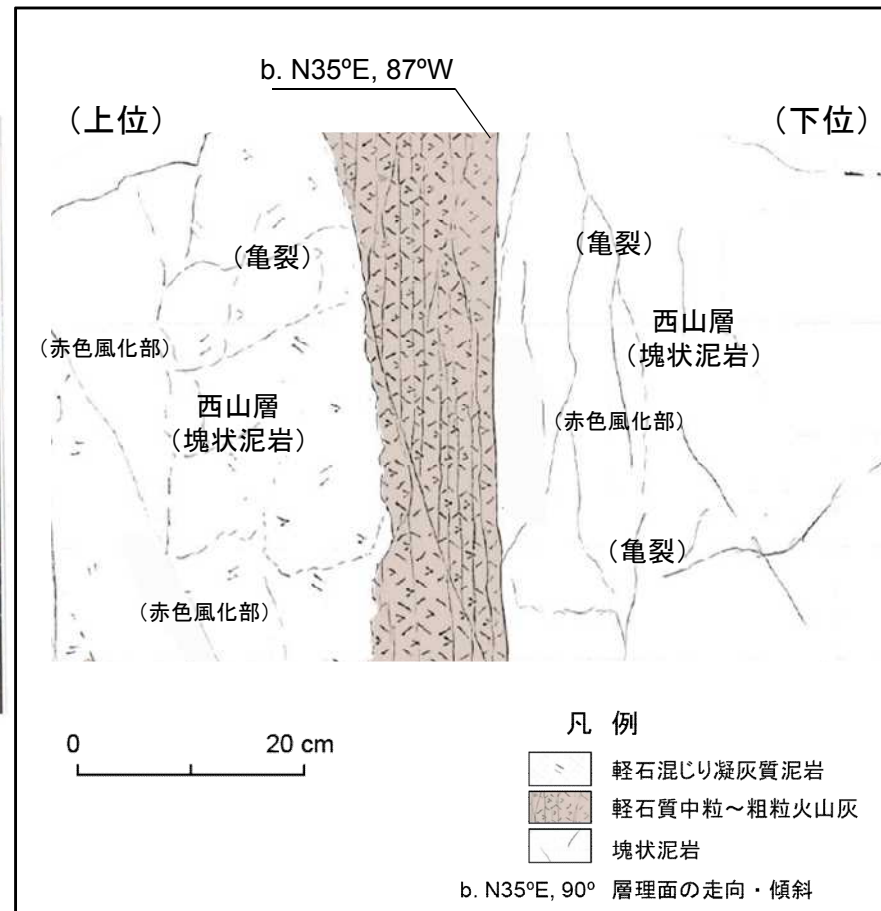 b. N35ºE, 87ºW
（上位）
（下位）
（亀裂）
（亀裂）
（赤色風化部）
西山層
（塊状泥岩）
西山層
（塊状泥岩）
（赤色風化部）
（亀裂）
（赤色風化部）
0 20 cm
凡 例
軽石混じり凝灰質泥岩
軽石質中粒～粗粒火山灰
塊状泥岩
b. N35ºE, 90º 層理面の走向・傾斜